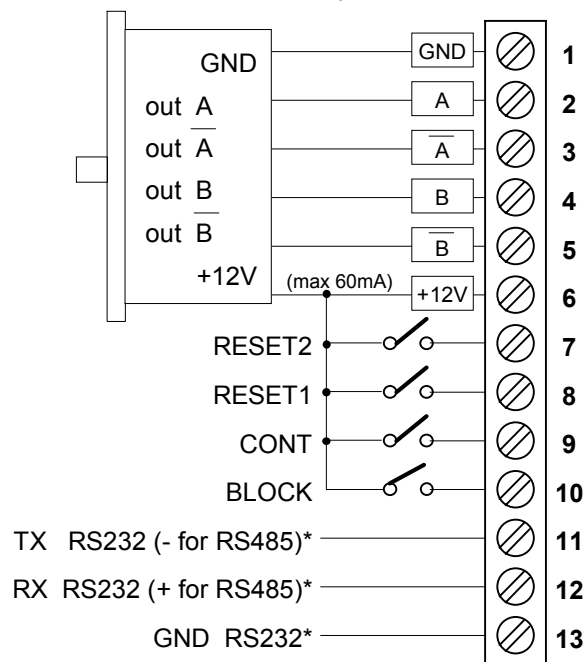 GND GND 1
out A A 2
out A̅ A̅ 3
out B B 4
out B̅ B̅ 5
+12V (max 60mA) +12V 6
RESET2 7
RESET1 8
CONT 9
BLOCK 10
TX RS232 (- for RS485)* 11
RX RS232 (+ for RS485)* 12
GND RS232* 13